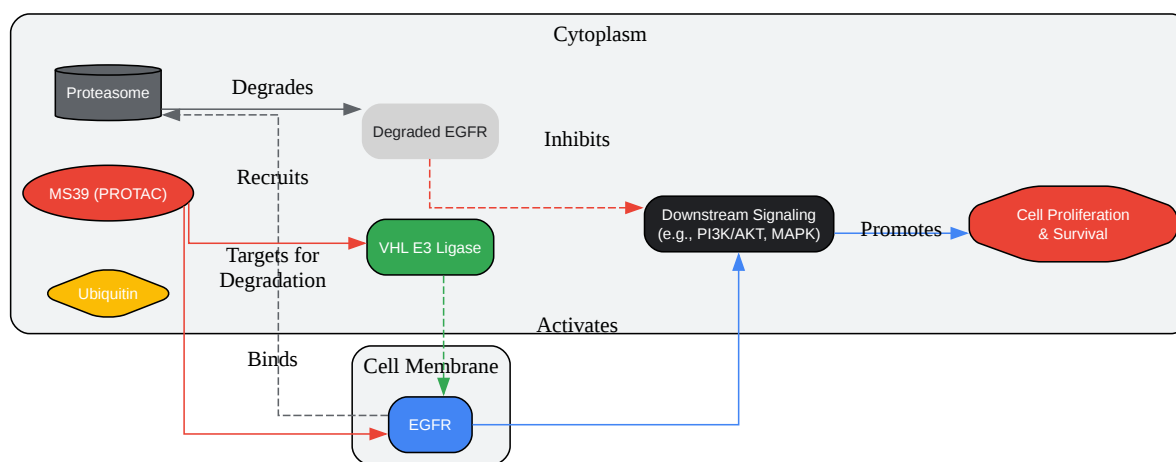 Cytoplasm
Proteasome
Degrades
Degraded EGFR
Inhibits
Recruits
MS39 (PROTAC)
Downstream Signaling
(e.g., PI3K/AKT, MAPK)
Promotes
Cell Proliferation
& Survival
VHL E3 Ligase
Targets for
Degradation
Ubiquitin
Activates
Binds
Cell Membrane
EGFR